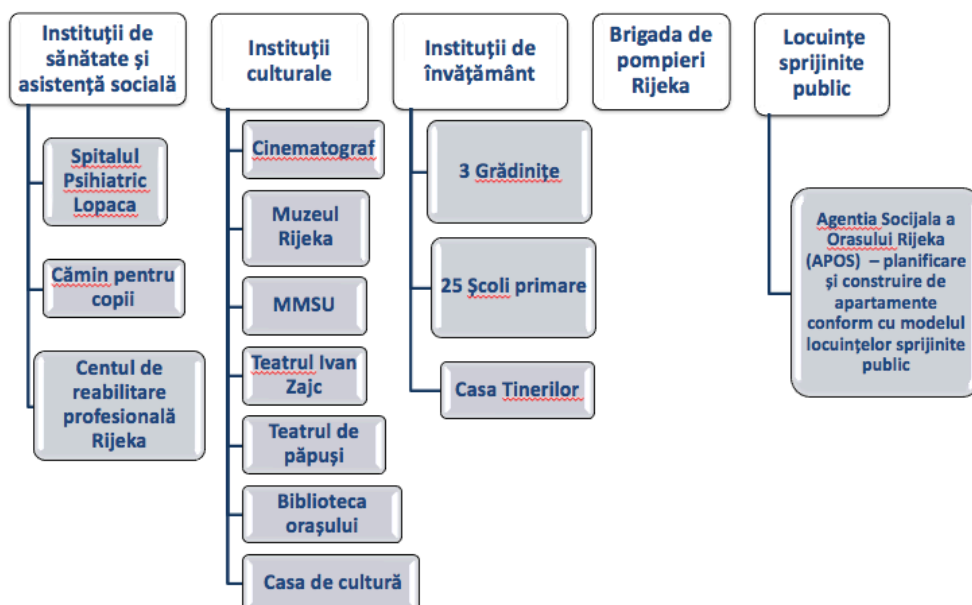 Instituții de
sănătate și
asistență socială
Spitalul
Psihiatric
Lopaca
Cămin pentru
copii
Centul de
reabilitare
profesională
Rijeka
Instituții
culturale
Cinematograf
Muzeul
Rijeka
MMSU
Teatrul Ivan
Zajc
Teatrul de
păpuși
Biblioteca
orașului
Casa de cultură
Instituții de
învățământ
3 Grădinițe
25 Școli primare
Casa Tinerilor
Brigada de
pompieri
Rijeka
Locuințe
sprijinite
public
Agentia Socijala a
Orasului Rijeka
(APOS) – planificare
și construire de
apartamente
conform cu modelul
locuințelor sprijinite
public